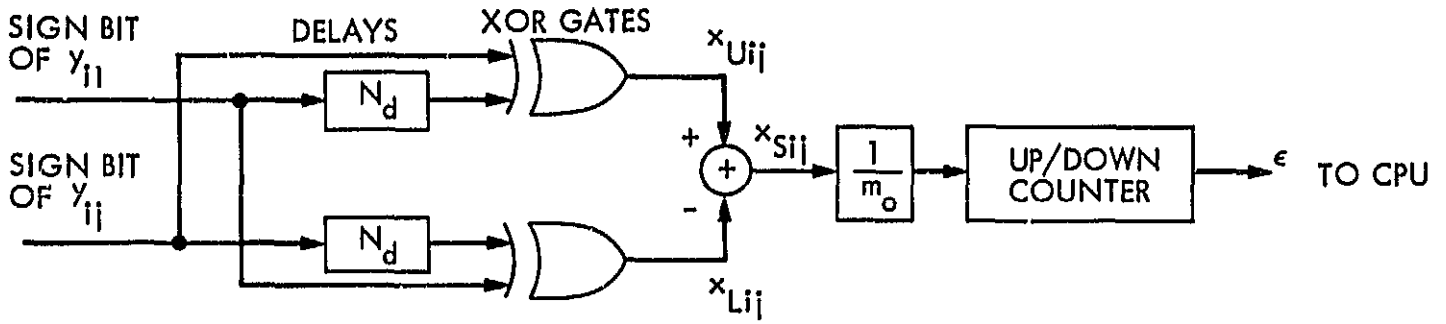 SIGN BIT
OF y_i1
DELAYS
XOR GATES
x_Uij
N_d
SIGN BIT
OF y_ij
N_d
+
+
-
x_Sij
1/m_o
UP/DOWN
COUNTER
ϵ TO CPU
x_Lij